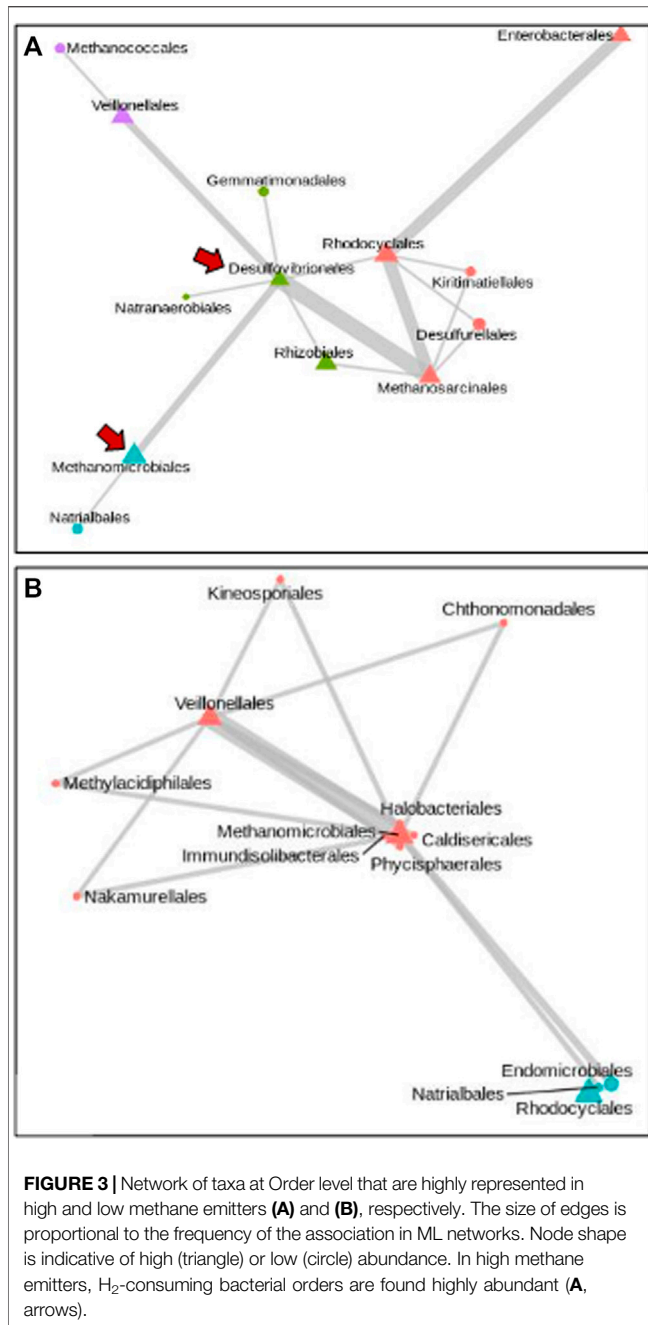 A
Enterobacterales
Methanococcales
Veillonellales
Gemmatimonadales
Rhodocyclales
Desulfovibrionales
Kiritimatiellales
Natranaerobiales
Desulfurellales
Rhizobiales
Methanosarcinales
Methanomicrobiales
Natrialbales
B
Kineosporiales
Chthonomonadales
Veillonellales
Methylacidiphilales
Halobacteriales
Methanomicrobiales
Caldisericales
Immundisolibacterales
Phycisphaerales
Nakamurellales
Endomicrobiales
Natrialbales
Rhodocyclales
FIGURE 3 | Network of taxa at Order level that are highly represented in
high and low methane emitters (A) and (B), respectively. The size of edges is
proportional to the frequency of the association in ML networks. Node shape
is indicative of high (triangle) or low (circle) abundance. In high methane
emitters, H₂-consuming bacterial orders are found highly abundant (A,
arrows).